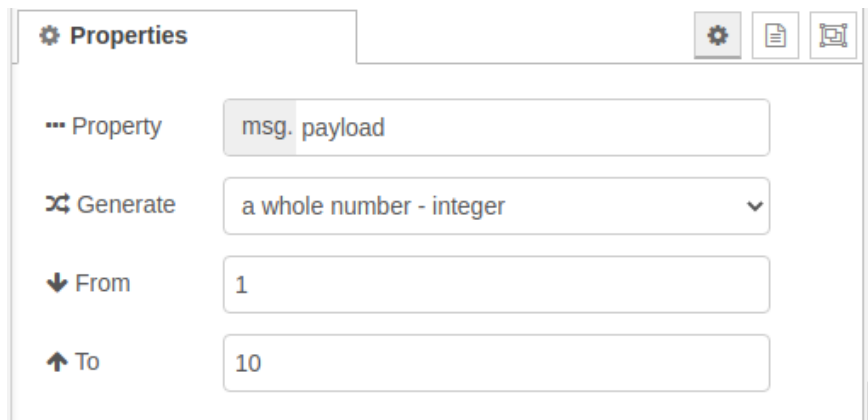 Properties
Property msg. payload
Generate a whole number - integer
From 1
To 10